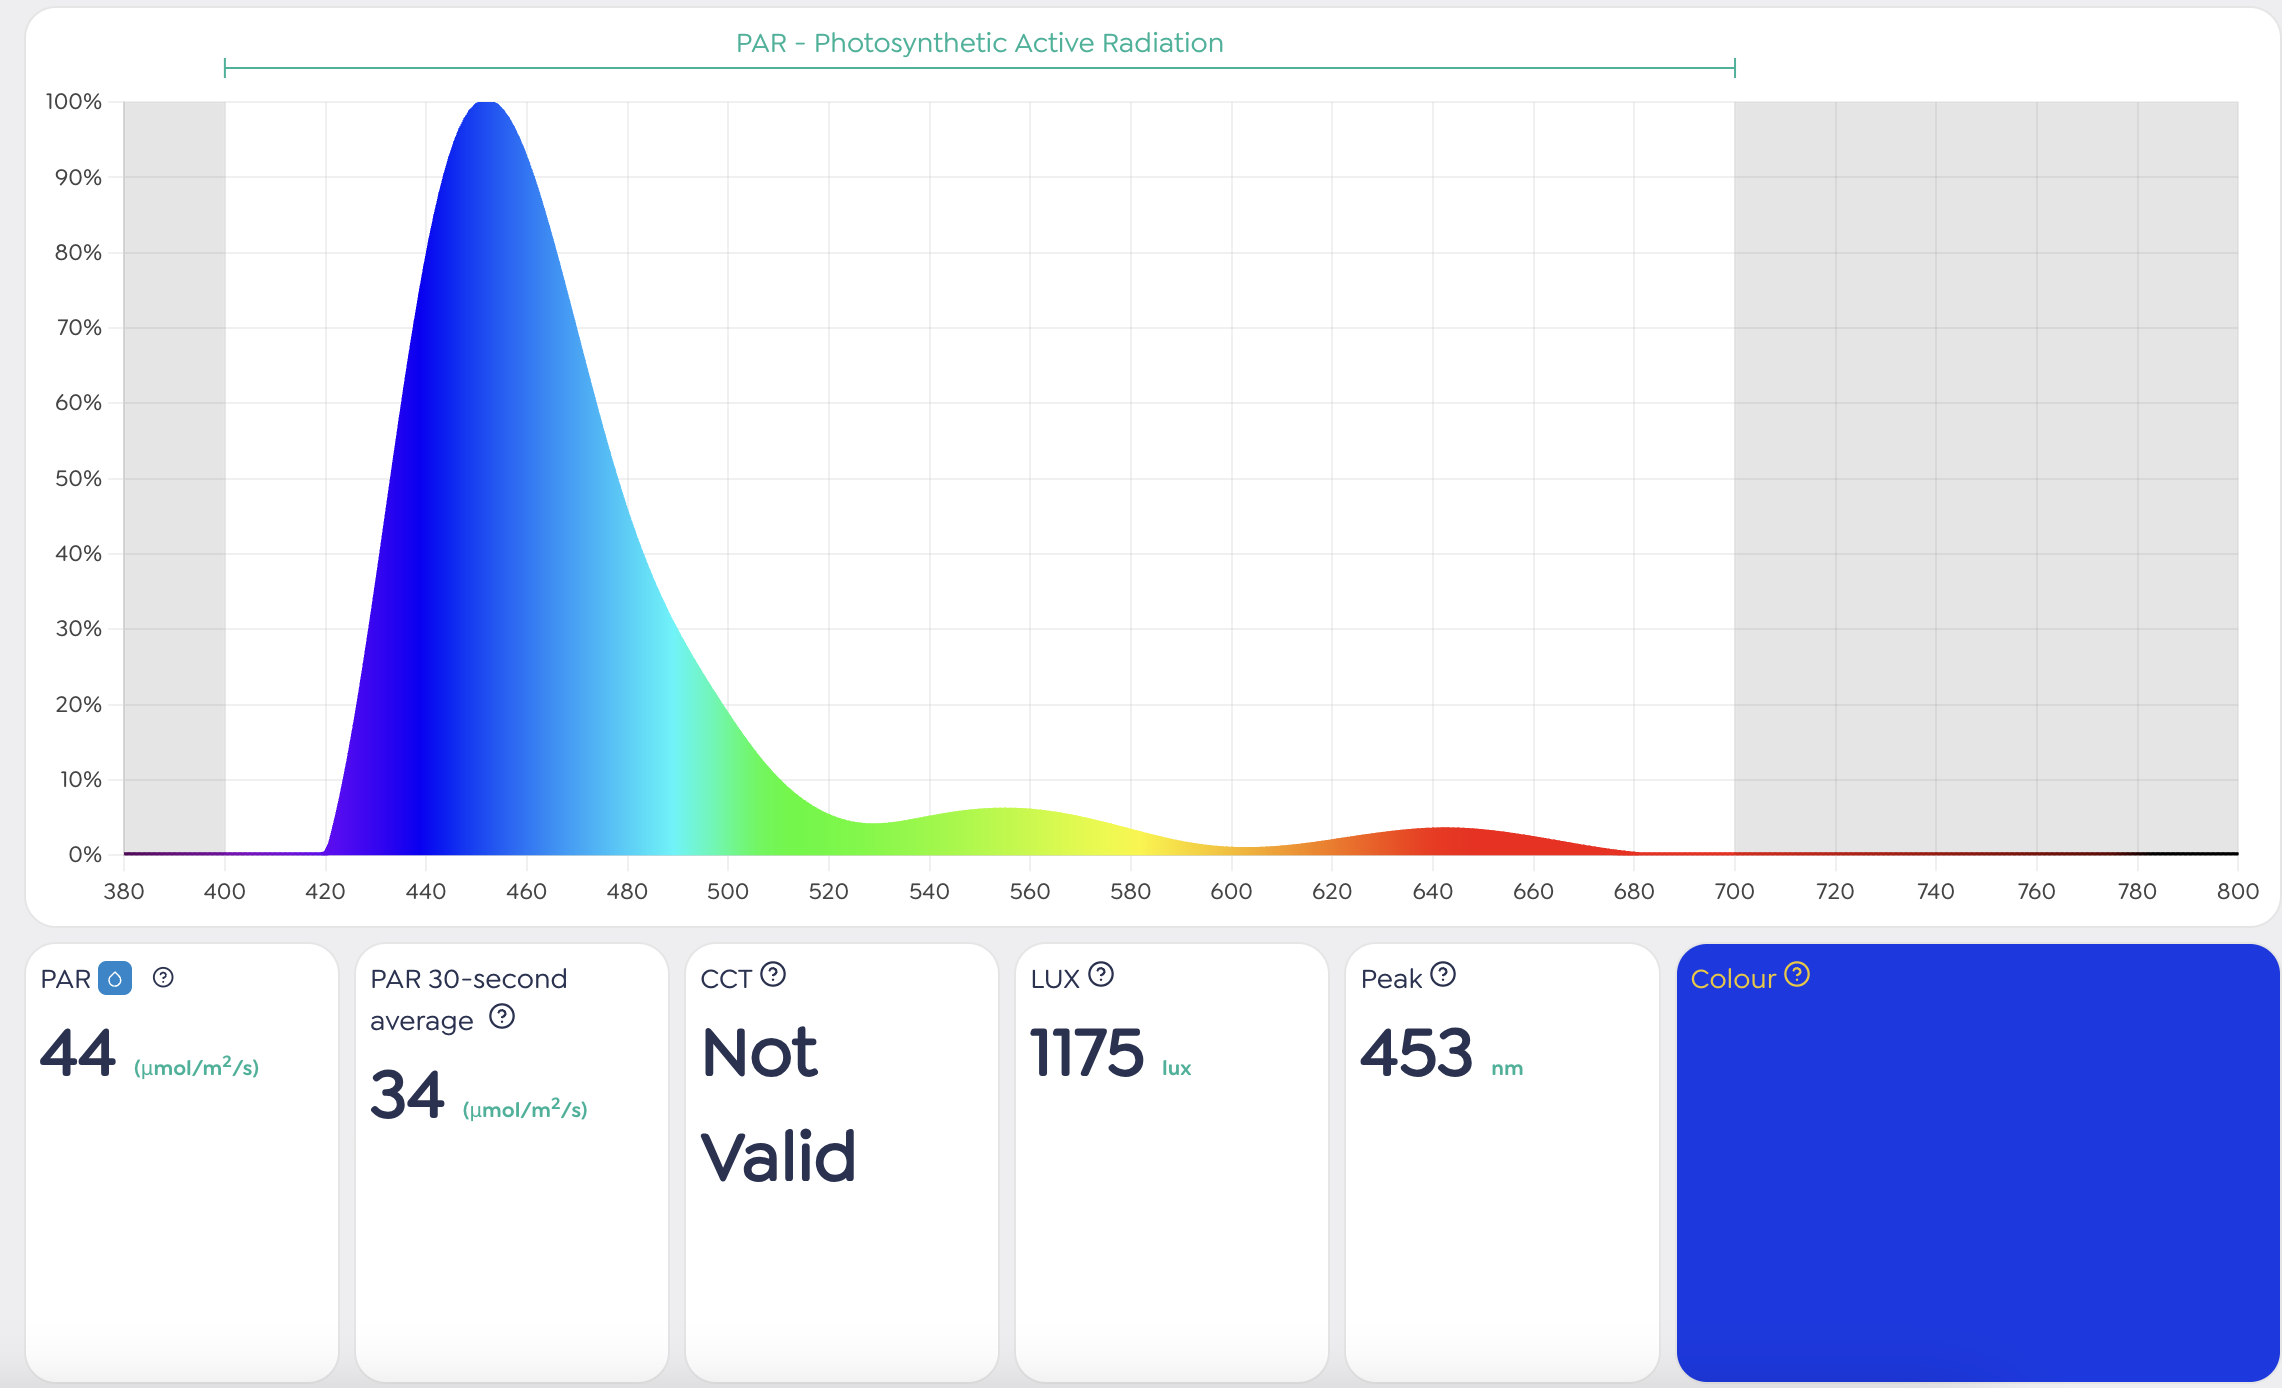 PAR - Photosynthetic Active Radiation
100%
90%
80%
70%
60%
50%
40%
30%
20%
10%
0%
380 400 420 440 460 480 500 520 540 560 580 600 620 640 660 680 700 720 740 760 780 800
PAR ?
44 (μmol/m²/s)
PAR 30-second
average ?
34 (μmol/m²/s)
CCT ?
Not
Valid
LUX ?
1175 lux
Peak ?
453 nm
Colour ?